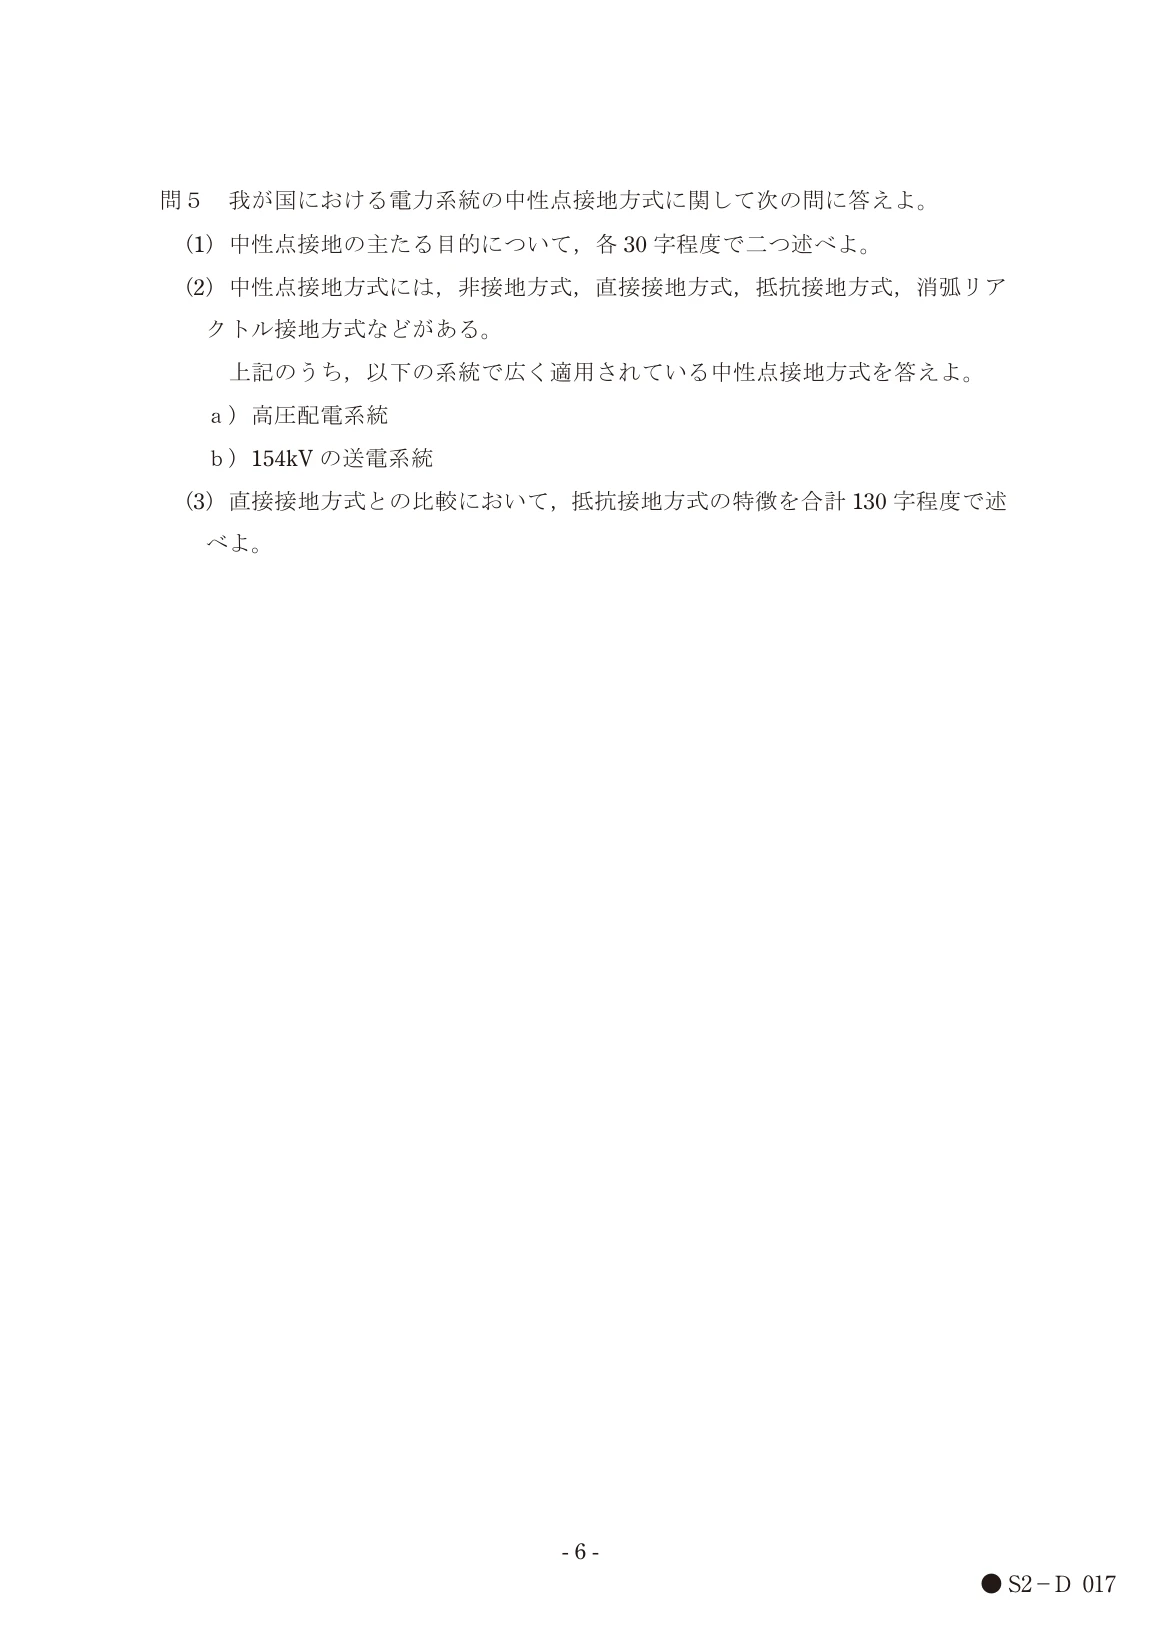 問５　我が国における電力系統の中性点接地方式に関して次の問に答えよ。
(1) 中性点接地の主たる目的について，各 30 字程度で二つ述べよ。
(2) 中性点接地方式には，非接地方式，直接接地方式，抵抗接地方式，消弧リア
クトル接地方式などがある。
上記のうち，以下の系統で広く適用されている中性点接地方式を答えよ。
a）高圧配電系統
b）154kV の送電系統
(3) 直接接地方式との比較において，抵抗接地方式の特徴を合計 130 字程度で述
べよ。
- 6 -
●S2－D 017